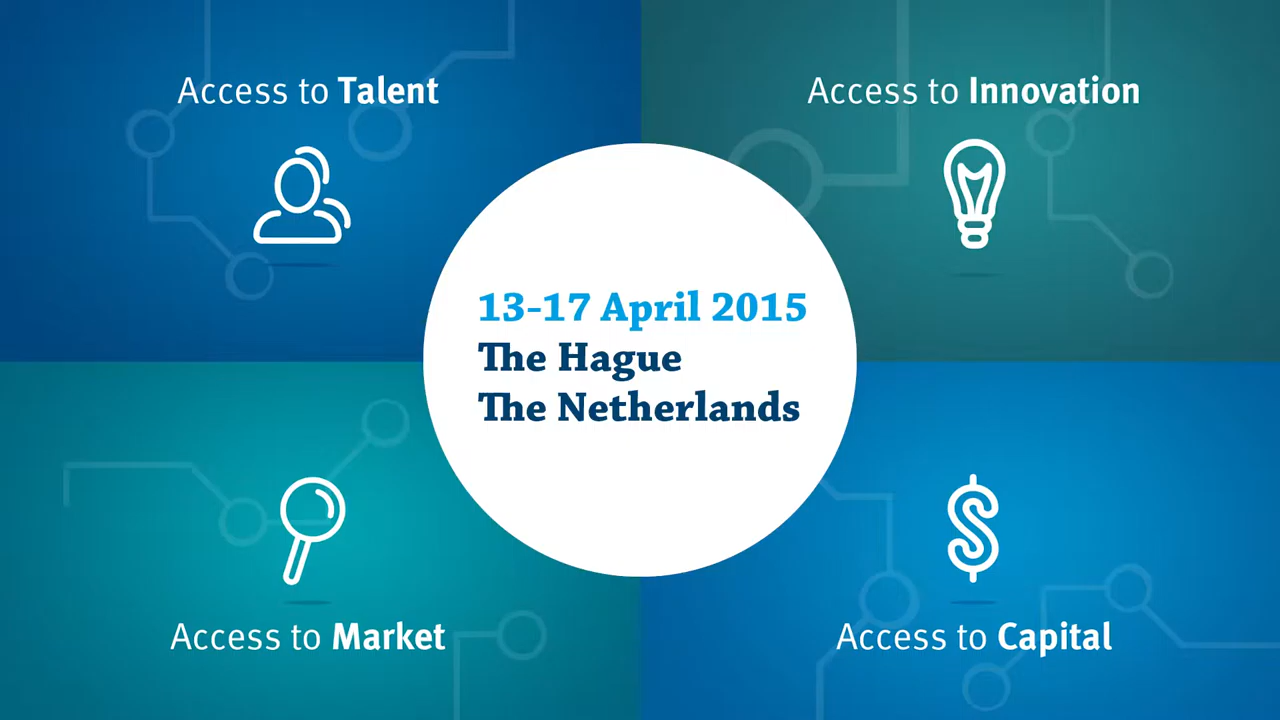 Access to Talent
Access to Innovation
13-17 April 2015
The Hague
The Netherlands
Access to Market
Access to Capital